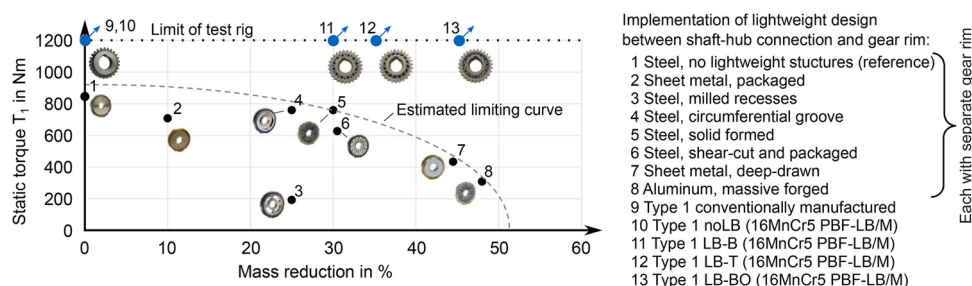 9,10
Limit of test rig
11
12
13
1200
1000
800
600
400
200
0
Static torque T1 in Nm
1
2
3
4
5
6
7
8
Estimated limiting curve
0 10 20 30 40 50 60
Mass reduction in %
Implementation of lightweight design
between shaft-hub connection and gear rim:
1 Steel, no lightweight stuctures (reference)
2 Sheet metal, packaged
3 Steel, milled recesses
4 Steel, circumferential groove
5 Steel, solid formed
6 Steel, shear-cut and packaged
7 Sheet metal, deep-drawn
8 Aluminum, massive forged
9 Type 1 conventionally manufactured
10 Type 1 noLB (16MnCr5 PBF-LB/M)
11 Type 1 LB-B (16MnCr5 PBF-LB/M)
12 Type 1 LB-T (16MnCr5 PBF-LB/M)
13 Type 1 LB-BO (16MnCr5 PBF-LB/M)
Each with separate gear rim